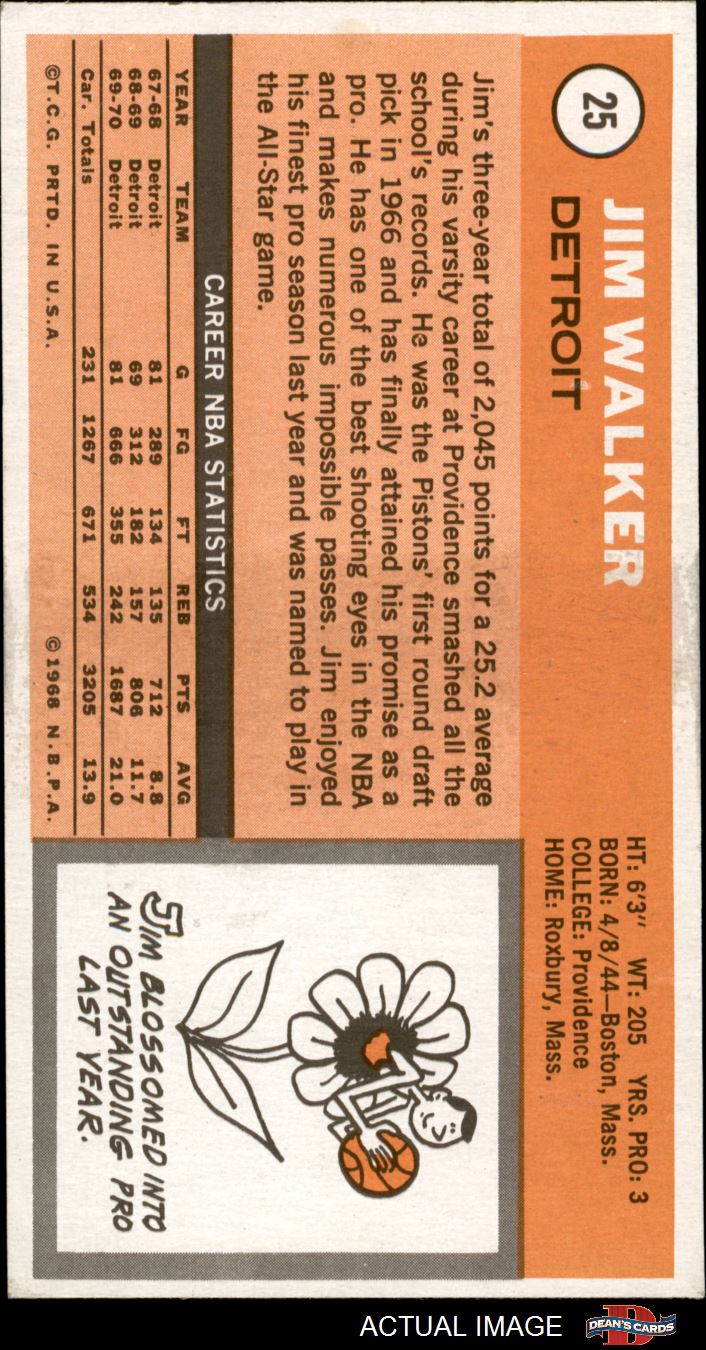 25
JIM WALKER
DETROIT
HT: 6'3" WT: 205 YRS. PRO: 3
BORN: 4/8/44—Boston, Mass.
COLLEGE: Providence
HOME: Roxbury, Mass.
Jim's three-year total of 2,045 points for a 25.2 average
during his varsity career at Providence smashed all the
school's records. He was the Pistons' first round draft
pick in 1966 and has finally attained his promise as a
pro. He has one of the best shooting eyes in the NBA
and makes numerous impossible passes. Jim enjoyed
his finest pro season last year and was named to play in
the All-Star game.
CAREER NBA STATISTICS
YEAR TEAM G FG FT REB PTS AVG
67-68 Detroit 81 289 134 135 712 8.8
68-69 Detroit 69 312 182 157 806 11.7
69-70 Detroit 81 666 355 242 1687 21.0
Car. Totals 231 1267 671 534 3205 13.9
©T.C.G. PRTD. IN U.S.A. ©1968 N.B.P.A.
JIM BLOSSOMED INTO
AN OUTSTANDING PRO
LAST YEAR.
ACTUAL IMAGE
DEAN'S CARDS